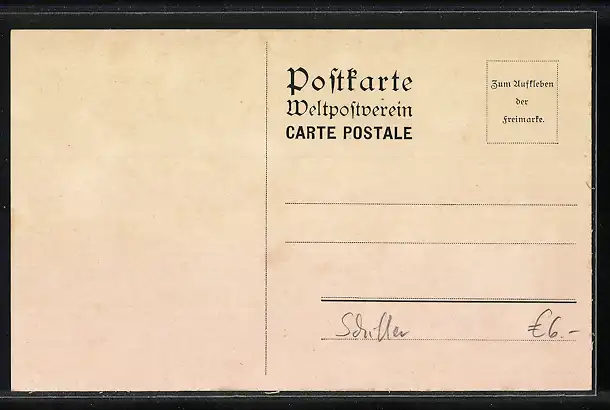 Postkarte
Weltpostverein
CARTE POSTALE
Zum Aufkleben
der
Freimarke.
Schiller €6.-